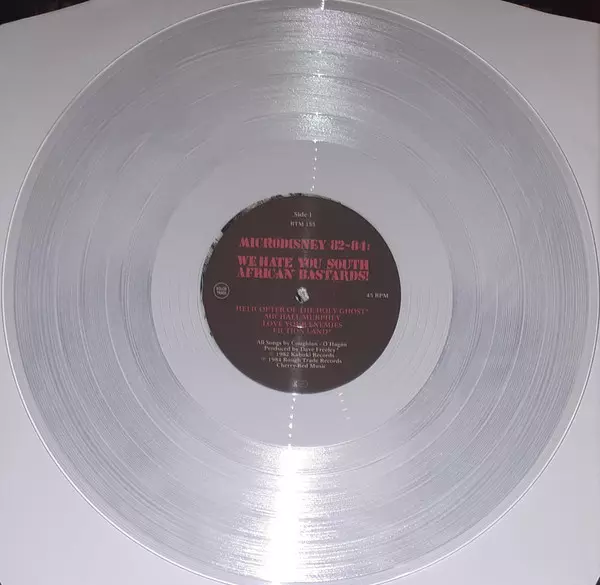 Side 1
RTM 155
MICRODISNEY 82-84:
WE HATE YOU SOUTH
AFRICAN BASTARDS!
45 RPM
HELICOPTER OF THE HOLY GHOST*
MICHAEL MURPHY
LOVE YOUR ENEMIES
FICTION LAND*
All Songs by Coughlan - O'Hagan
Produced by Dave Freeley*
© 1982 Kabuki Records
© 1984 Rough Trade Records
Cherry Red Music